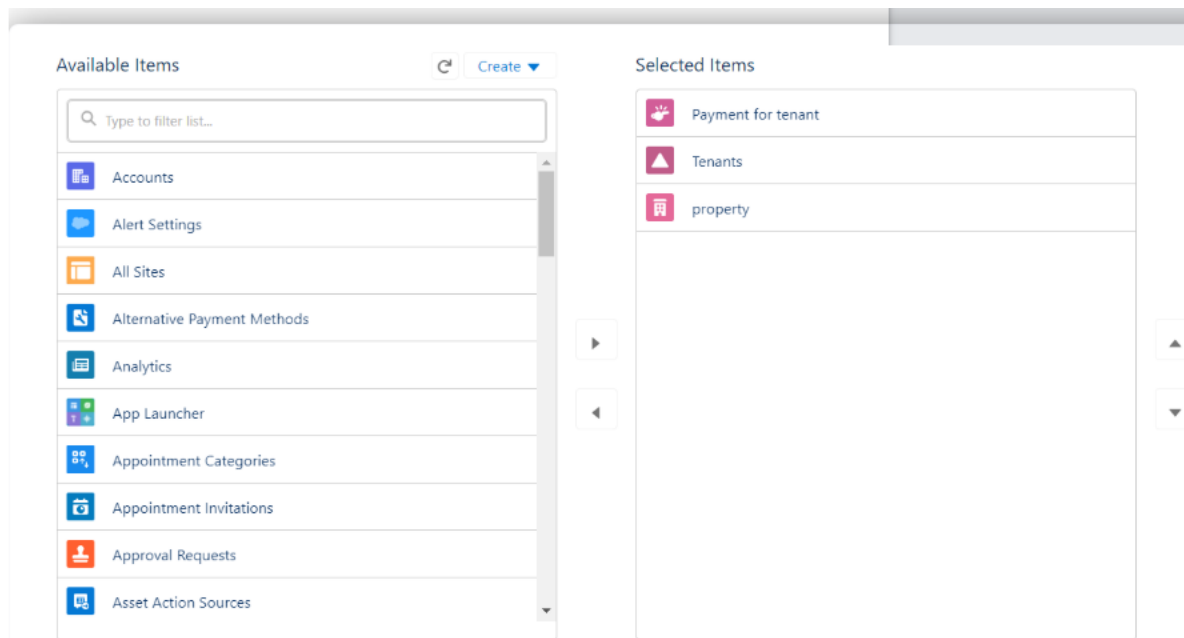 Available Items
Create
Type to filter list...
Accounts
Alert Settings
All Sites
Alternative Payment Methods
Analytics
App Launcher
Appointment Categories
Appointment Invitations
Approval Requests
Asset Action Sources
Selected Items
Payment for tenant
Tenants
property